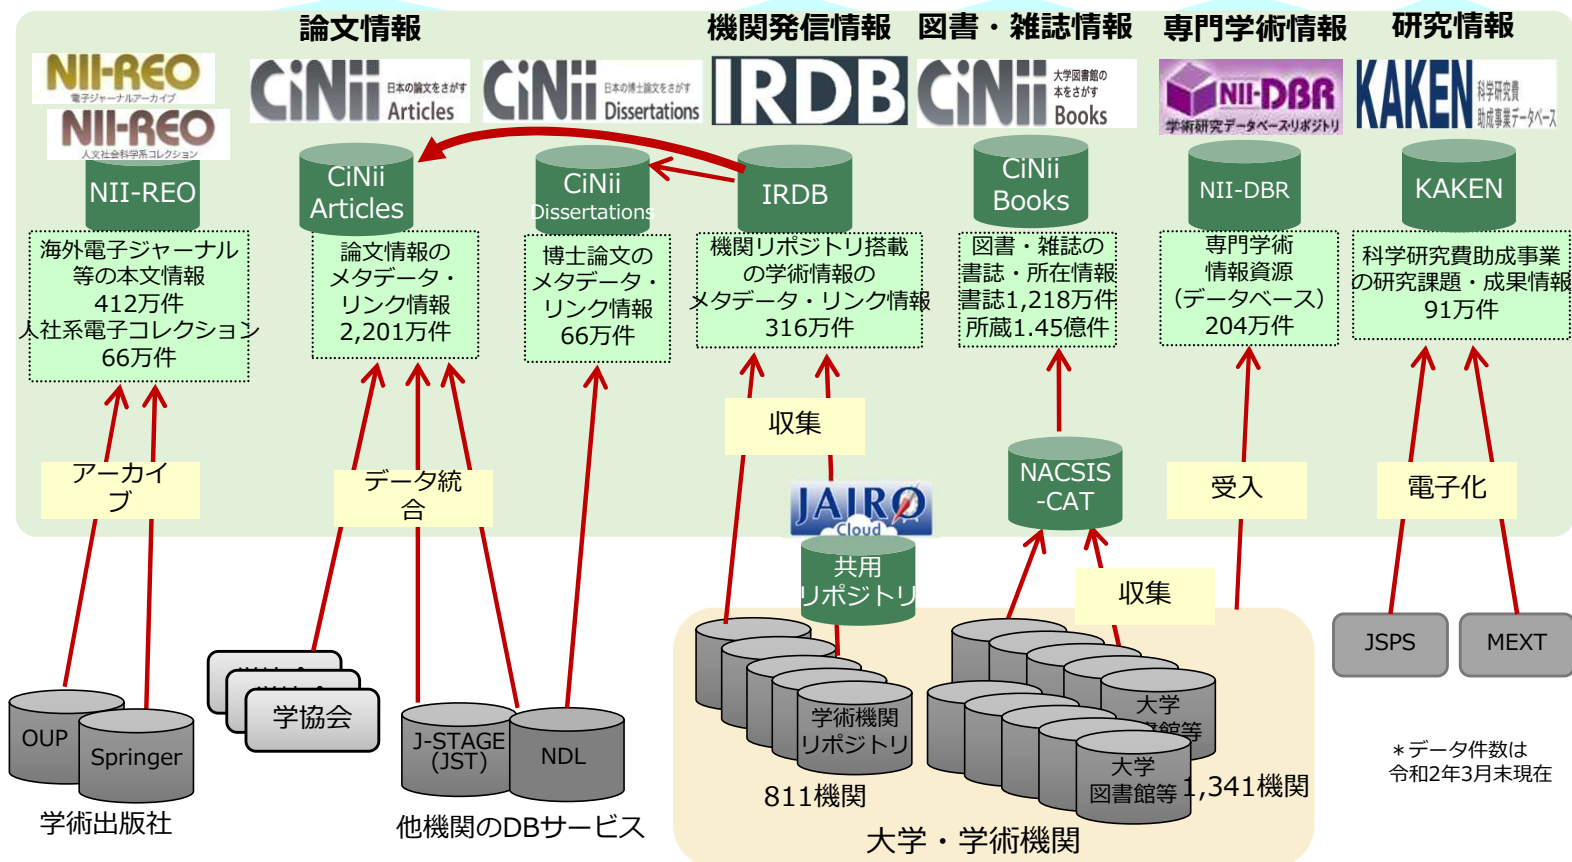 論文情報
機関発信情報
図書・雑誌情報
専門学術情報
研究情報
NII-REO
電子ジャーナルアーカイブ
NII-REO
人文社会科学系コレクション
CiNii
日本の論文をさがす
Articles
CiNii
日本の博士論文をさがす
Dissertations
IRDB
CiNii
大学図書館の
本をさがす
Books
NII-DBR
学術研究データベース・リポジトリ
KAKEN
科学研究費
助成事業データベース
NII-REO
CiNii
Articles
CiNii
Dissertations
IRDB
CiNii
Books
NII-DBR
KAKEN
海外電子ジャーナル
等の本文情報
412万件
人社系電子コレクション
66万件
論文情報の
メタデータ・
リンク情報
2,201万件
博士論文の
メタデータ・
リンク情報
66万件
機関リポジトリ搭載
の学術情報の
メタデータ・リンク情報
316万件
図書・雑誌の
書誌・所在情報
書誌1,218万件
所蔵1.45億件
専門学術
情報資源
（データベース）
204万件
科学研究費助成事業
の研究課題・成果情報
91万件
アーカイ
ブ
データ統
合
収集
JAIRO
Cloud
共用
リポジトリ
NACSIS
-CAT
収集
受入
電子化
OUP
Springer
学術出版社
学協会
J-STAGE
(JST)
NDL
他機関のDBサービス
学術機関
リポジトリ
811機関
大学
書館等
大学
図書館等
1,341機関
大学・学術機関
JSPS
MEXT
＊データ件数は
令和2年3月末現在